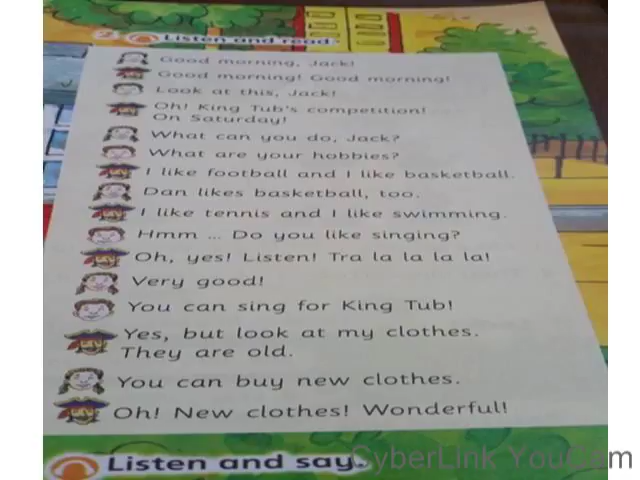 2 Listen and read.
Good morning, Jack!
Good morning! Good morning!
Look at this, Jack!
Oh! King Tub's competition!
On Saturday!
What can you do, Jack?
What are your hobbies?
I like football and I like basketball.
Dan likes basketball, too.
I like tennis and I like swimming.
Hmm ... Do you like singing?
Oh, yes! Listen! Tra la la la la!
Very good!
You can sing for King Tub!
Yes, but look at my clothes.
They are old.
You can buy new clothes.
Oh! New clothes! Wonderful!
Listen and say.
CyberLink YouCam